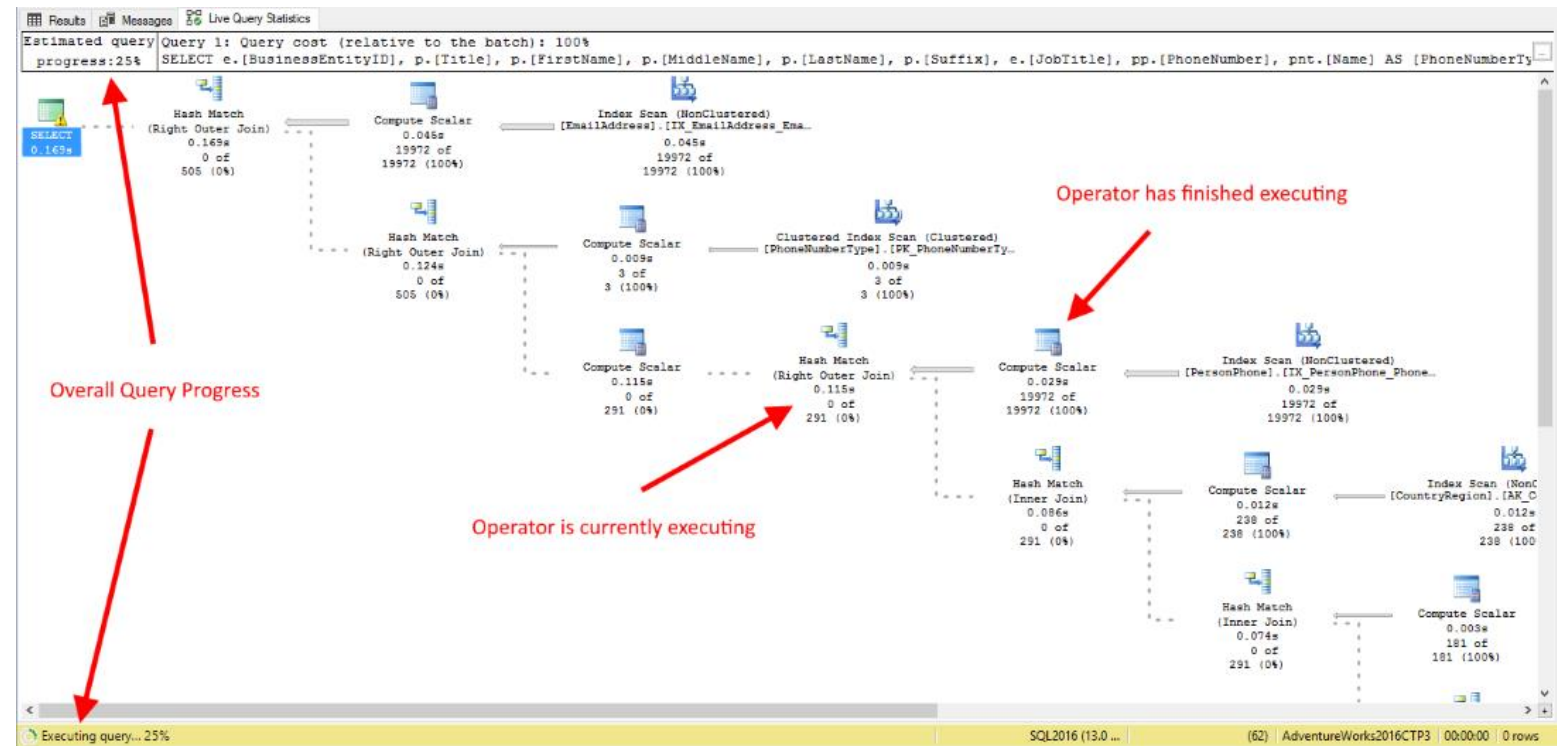 Results Messages Live Query Statistics
Estimated query Query 1: Query cost (relative to the batch): 100%
progress:25% SELECT e.[BusinessEntityID], p.[Title], p.[FirstName], p.[MiddleName], p.[LastName], p.[Suffix], e.[JobTitle], pp.[PhoneNumber], pnt.[Name] AS [PhoneNumberTy
...
SELECT
0.169s
Hash Match
(Right Outer Join)
0.169s
0 of
505 (0%)
Compute Scalar
0.046s
19972 of
19972 (100%)
Index Scan (NonClustered)
[EmailAddress].[IX_EmailAddress_Ema…
0.045s
19972 of
19972 (100%)
Operator has finished executing
Hash Match
(Right Outer Join)
0.124s
0 of
505 (0%)
Compute Scalar
0.009s
3 of
3 (100%)
Clustered Index Scan (Clustered)
[PhoneNumberType].[PK_PhoneNumberTy…
0.009s
3 of
3 (100%)
Overall Query Progress
Compute Scalar
0.115s
0 of
291 (0%)
Hash Match
(Right Outer Join)
0.115s
0 of
291 (0%)
Compute Scalar
0.029s
19972 of
19972 (100%)
Index Scan (NonClustered)
[PersonPhone].[IX_PersonPhone_Phone…
0.029s
19972 of
19972 (100%)
Operator is currently executing
Hash Match
(Inner Join)
0.086s
0 of
291 (0%)
Compute Scalar
0.012s
238 of
238 (100%)
Index Scan (NonC
[CountryRegion].[AK_C
0.012s
238 of
238 (100
Hash Match
(Inner Join)
0.074s
0 of
291 (0%)
Compute Scalar
0.003s
181 of
181 (100%)
Executing query... 25% SQL2016 (13.0 ... (62) AdventureWorks2016CTP3 00:00:00 0 rows